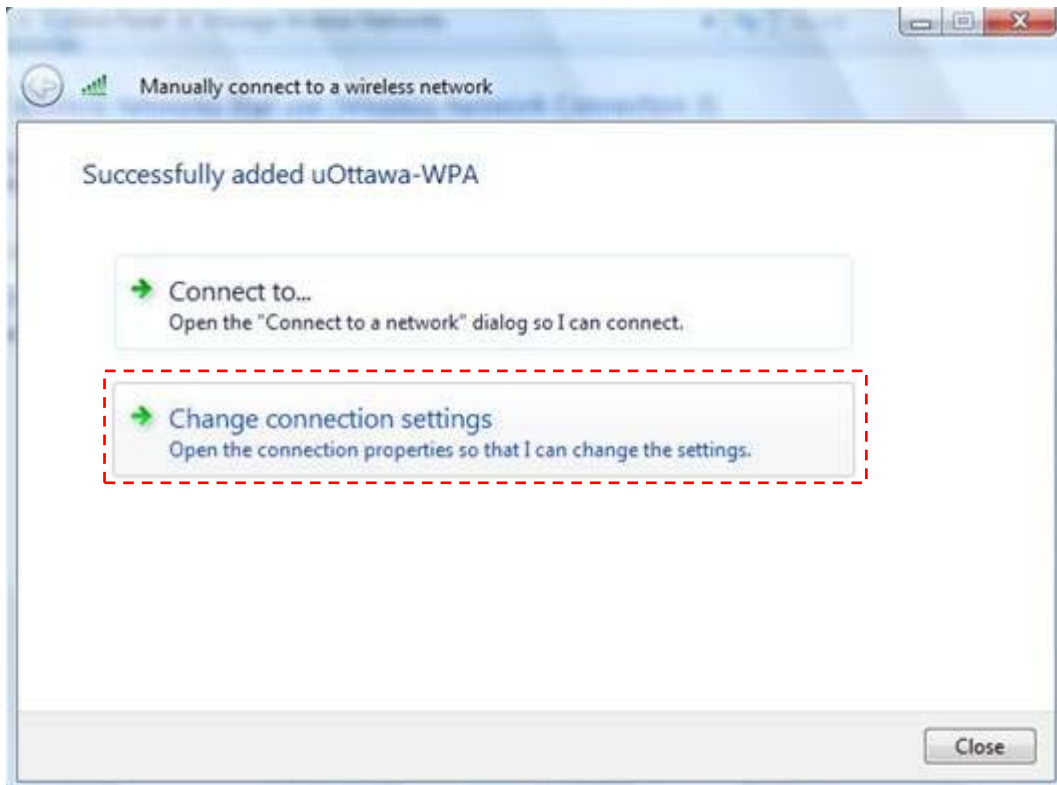 Manually connect to a wireless network
Successfully added uOttawa-WPA
Connect to...
Open the "Connect to a network" dialog so I can connect.
Change connection settings
Open the connection properties so that I can change the settings.
Close